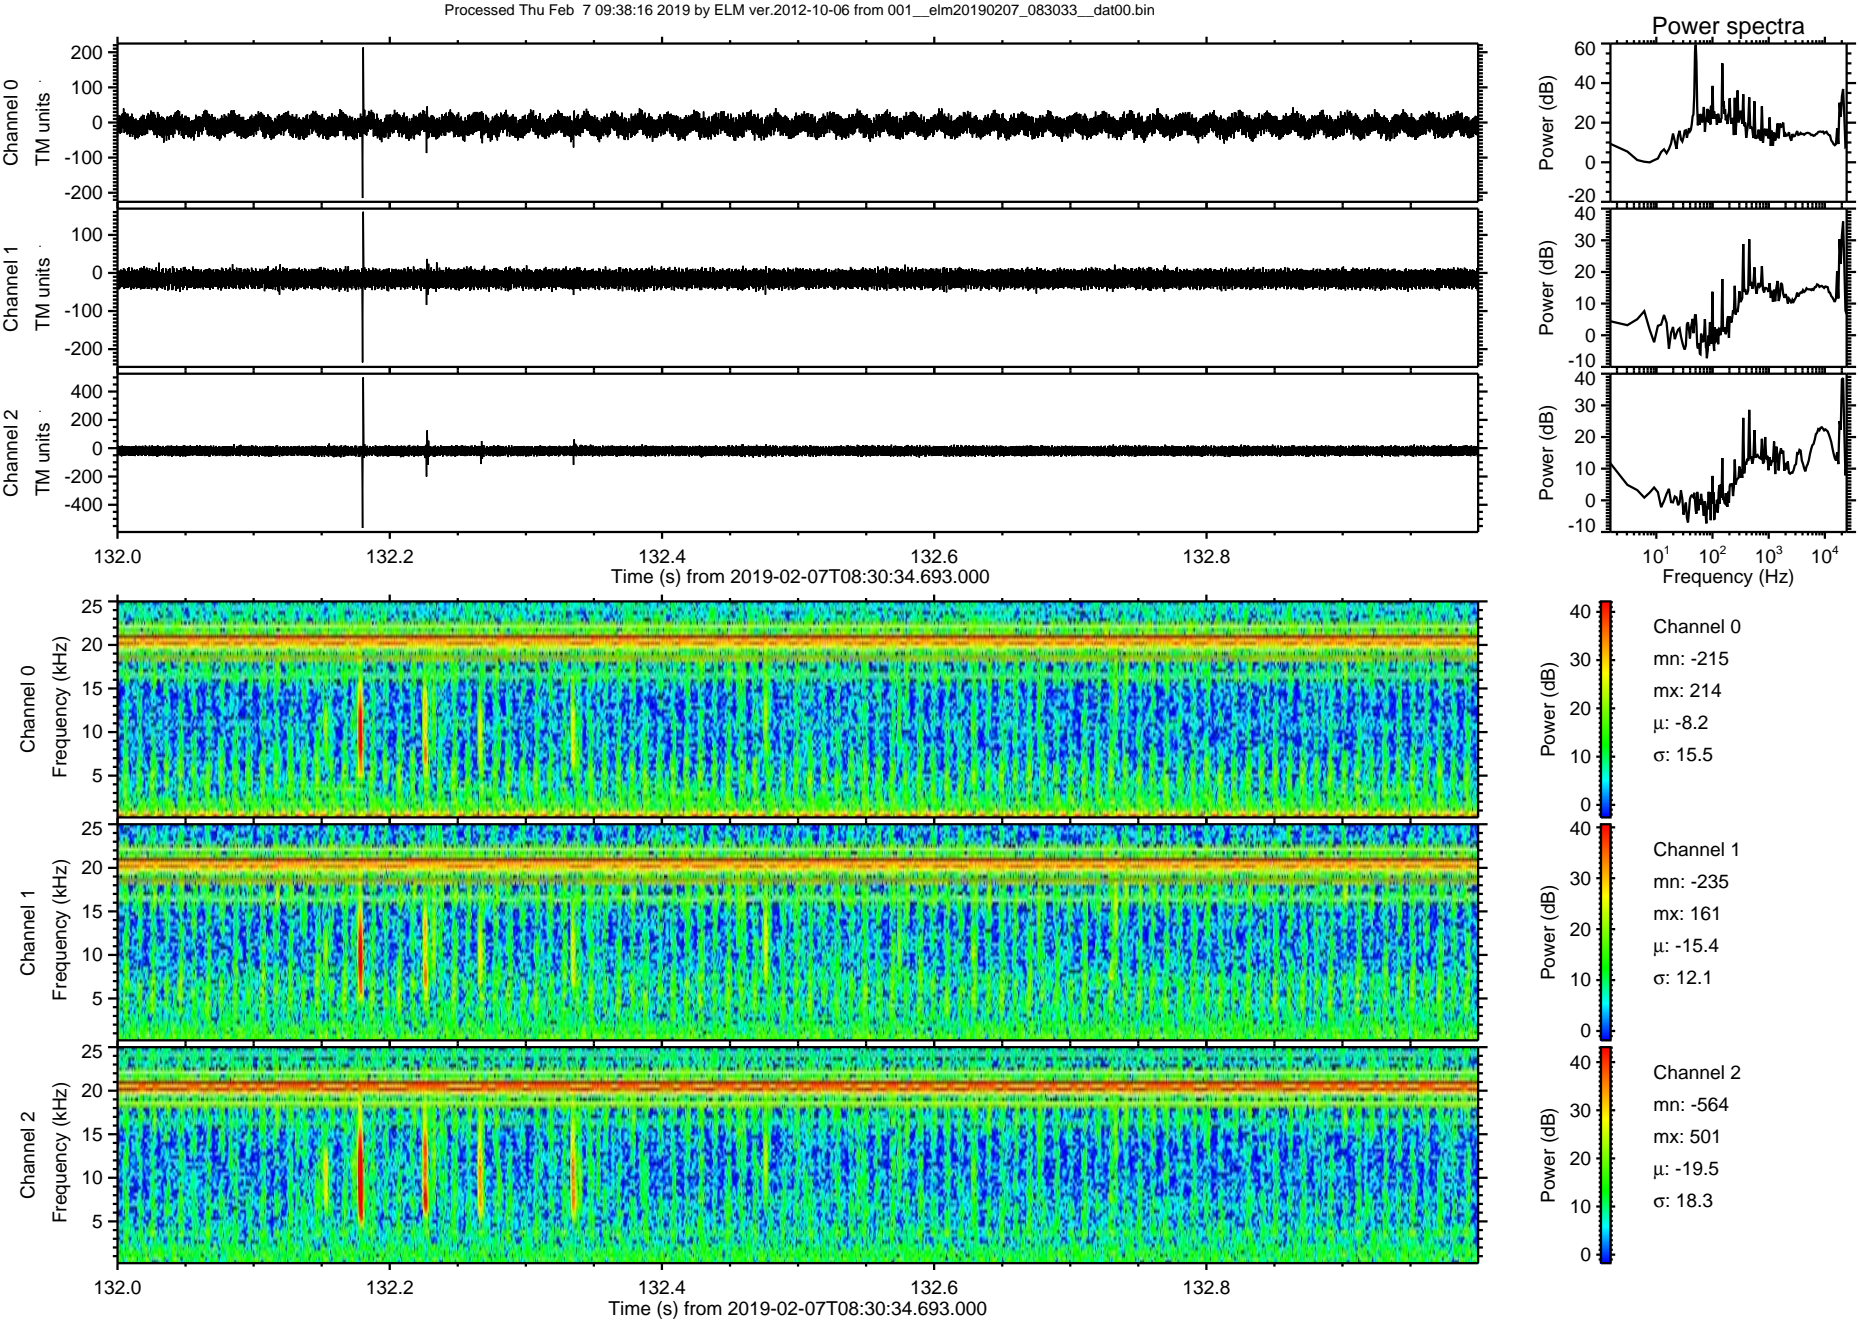 Processed Thu Feb  7 09:38:16 2019 by ELM ver.2012-10-06 from 001__elm20190207_083033__dat00.bin
Power spectra
Channel 0
TM units
200
100
0
-100
-200
Power (dB)
60
40
20
0
-20
Channel 1
TM units
100
0
-100
-200
Power (dB)
40
30
20
10
0
-10
Channel 2
TM units
400
200
0
-200
-400
Power (dB)
40
30
20
10
0
-10
132.0 132.2 132.4 132.6 132.8
Time (s) from 2019-02-07T08:30:34.693.000
10¹ 10² 10³ 10⁴
Frequency (Hz)
Channel 0
Frequency (kHz)
25
20
15
10
5
Power (dB)
40
30
20
10
0
Channel 0
mn: -215
mx: 214
μ: -8.2
σ: 15.5
Channel 1
Frequency (kHz)
25
20
15
10
5
Power (dB)
40
30
20
10
0
Channel 1
mn: -235
mx: 161
μ: -15.4
σ: 12.1
Channel 2
Frequency (kHz)
25
20
15
10
5
Power (dB)
40
30
20
10
0
Channel 2
mn: -564
mx: 501
μ: -19.5
σ: 18.3
132.0 132.2 132.4 132.6 132.8
Time (s) from 2019-02-07T08:30:34.693.000